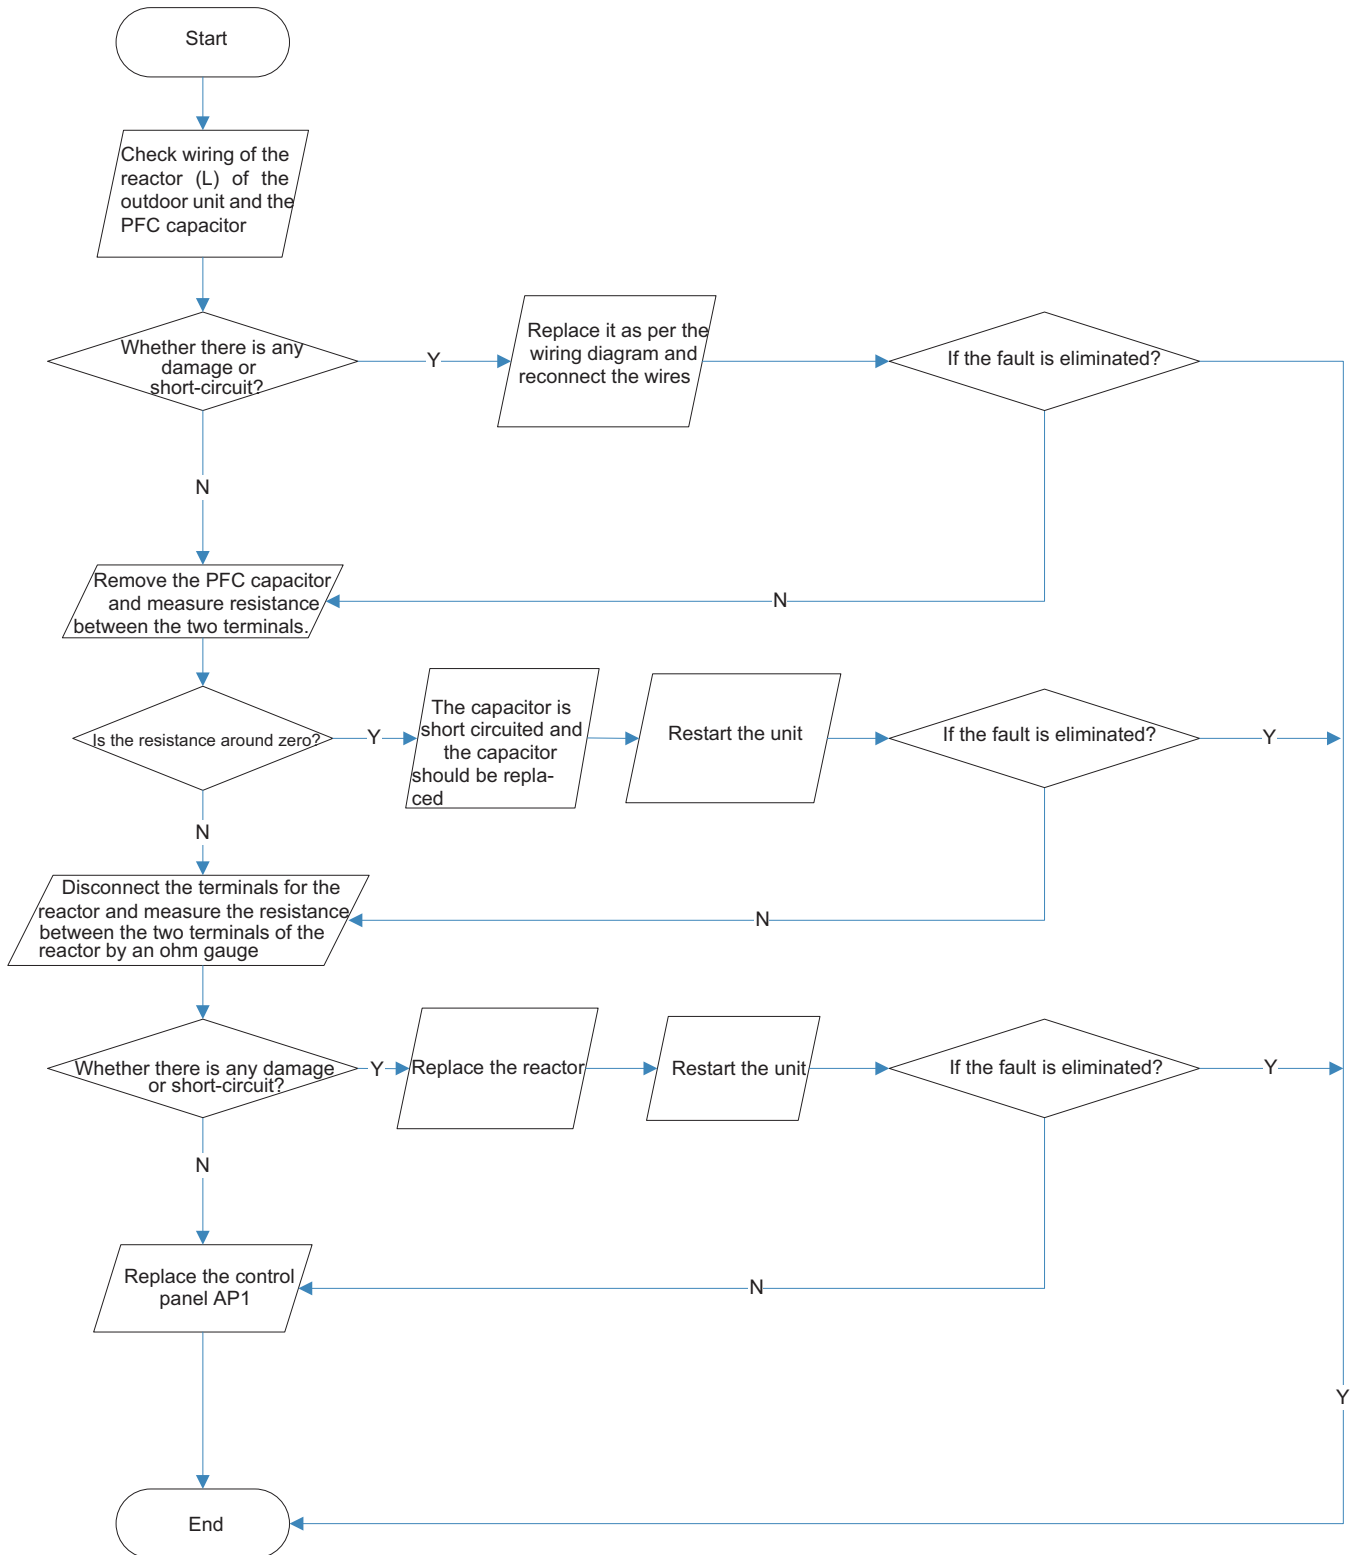 Start
Check wiring of the
reactor (L) of the
outdoor unit and the
PFC capacitor
Whether there is any
damage or
short-circuit?
Y
Replace it as per the
wiring diagram and
reconnect the wires
If the fault is eliminated?
N
Remove the PFC capacitor
and measure resistance
between the two terminals.
N
Is the resistance around zero?
Y
The capacitor is
short circuited and
the capacitor
should be repla-
ced
Restart the unit
If the fault is eliminated?
Y
N
Disconnect the terminals for the
reactor and measure the resistance
between the two terminals of the
reactor by an ohm gauge
N
Whether there is any damage
or short-circuit?
Y
Replace the reactor
Restart the unit
If the fault is eliminated?
Y
N
Replace the control
panel AP1
N
Y
End